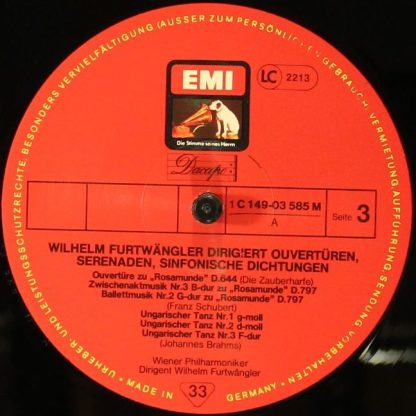 URHEBER- UND LEISTUNGSSCHUTZRECHTE, BESONDERS VERVIELFÄLTIGUNG (AUSSER ZUM PERSÖNLICHEN GEBRAUCH), VERMIETUNG, AUFFÜHRUNG, SENDUNG VORBEHALTEN • MADE IN GERMANY •
EMI
LC 2213
Die Stimme seines Herrn
Dacapo
1 C 149-03 585 M
A
Seite 3
WILHELM FURTWÄNGLER DIRIGIERT OUVERTÜREN,
SERENADEN, SINFONISCHE DICHTUNGEN
Ouvertüre zu „Rosamunde" D.644 (Die Zauberharfe)
Zwischenaktmusik Nr.3 B-dur zu „Rosamunde" D.797
Ballettmusik Nr.2 G-dur zu „Rosamunde" D.797
(Franz Schubert)
Ungarischer Tanz Nr.1 g-moll
Ungarischer Tanz Nr.2 d-moll
Ungarischer Tanz Nr.3 F-dur
(Johannes Brahms)
Wiener Philharmoniker
Dirigent Wilhelm Furtwängler
33